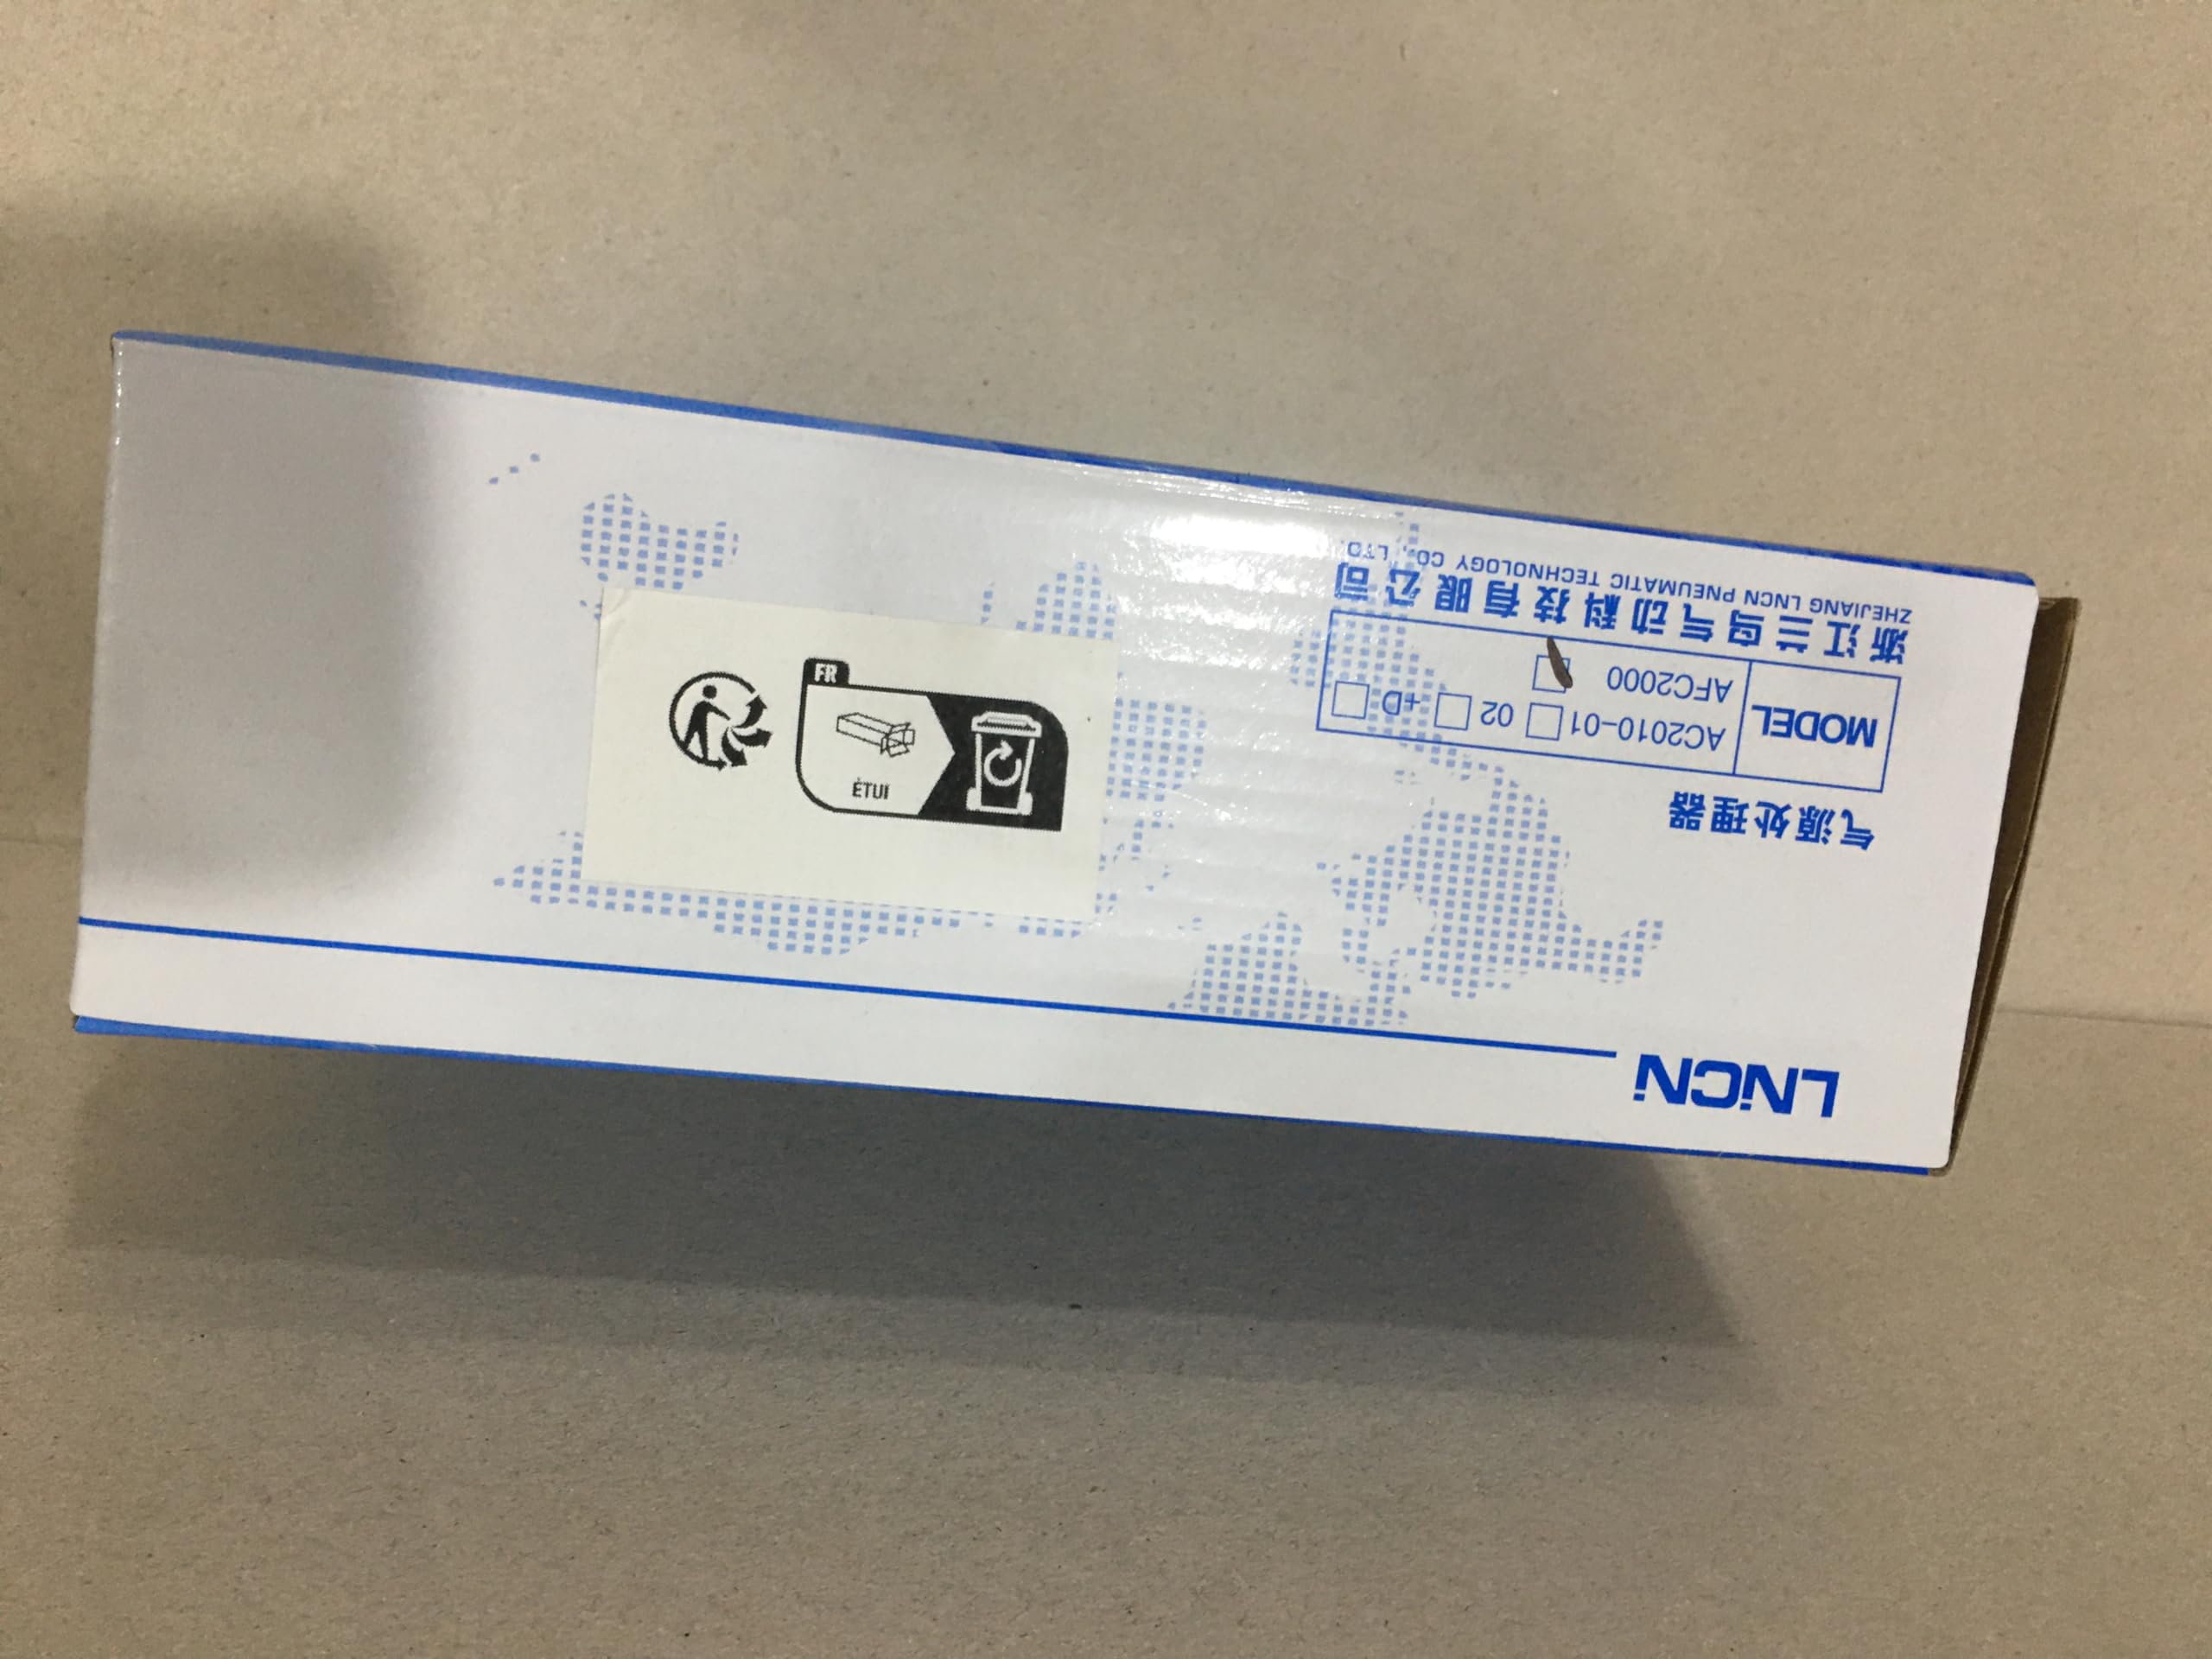 LNCN
气源处理器
MODEL
AC2010-01 02 +D
AFC2000
浙江兰鸟气动科技有限公司
ZHEJIANG LNCN PNEUMATIC TECHNOLOGY CO., LTD.
FR
ÉTUI